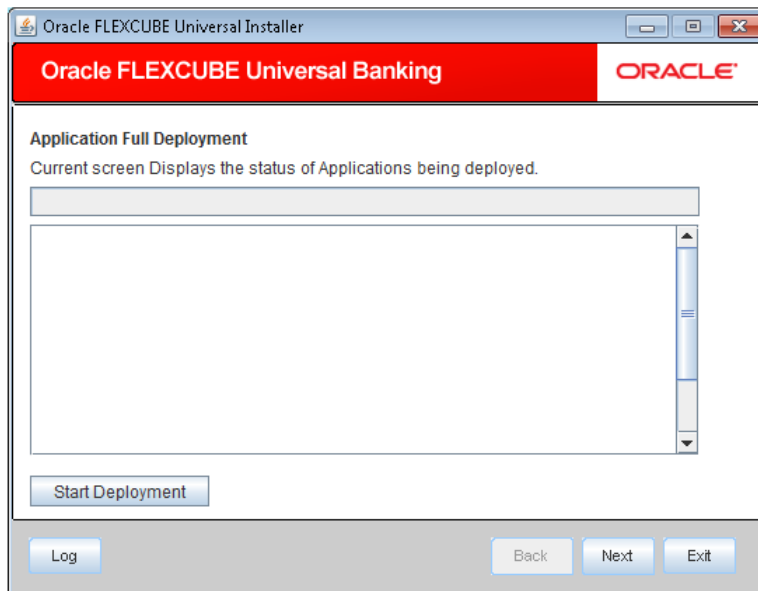 Oracle FLEXCUBE Universal Installer
Oracle FLEXCUBE Universal Banking
ORACLE
Application Full Deployment
Current screen Displays the status of Applications being deployed.
Start Deployment
Log
Back
Next
Exit